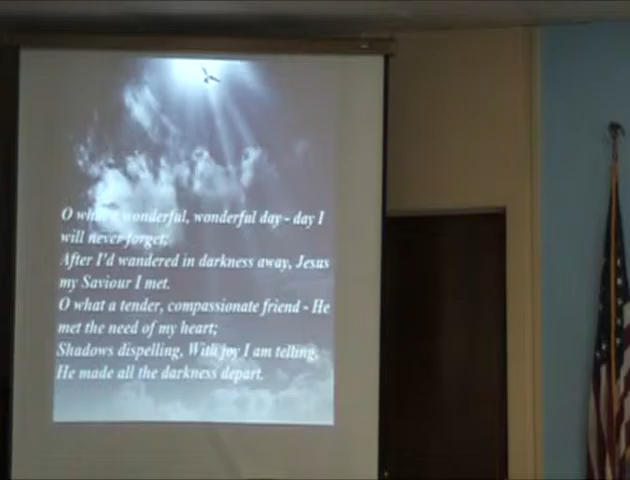 O what a wonderful, wonderful day - day I
will never forget;
After I'd wandered in darkness away, Jesus
my Saviour I met.
O what a tender, compassionate friend - He
met the need of my heart;
Shadows dispelling, With joy I am telling,
He made all the darkness depart.